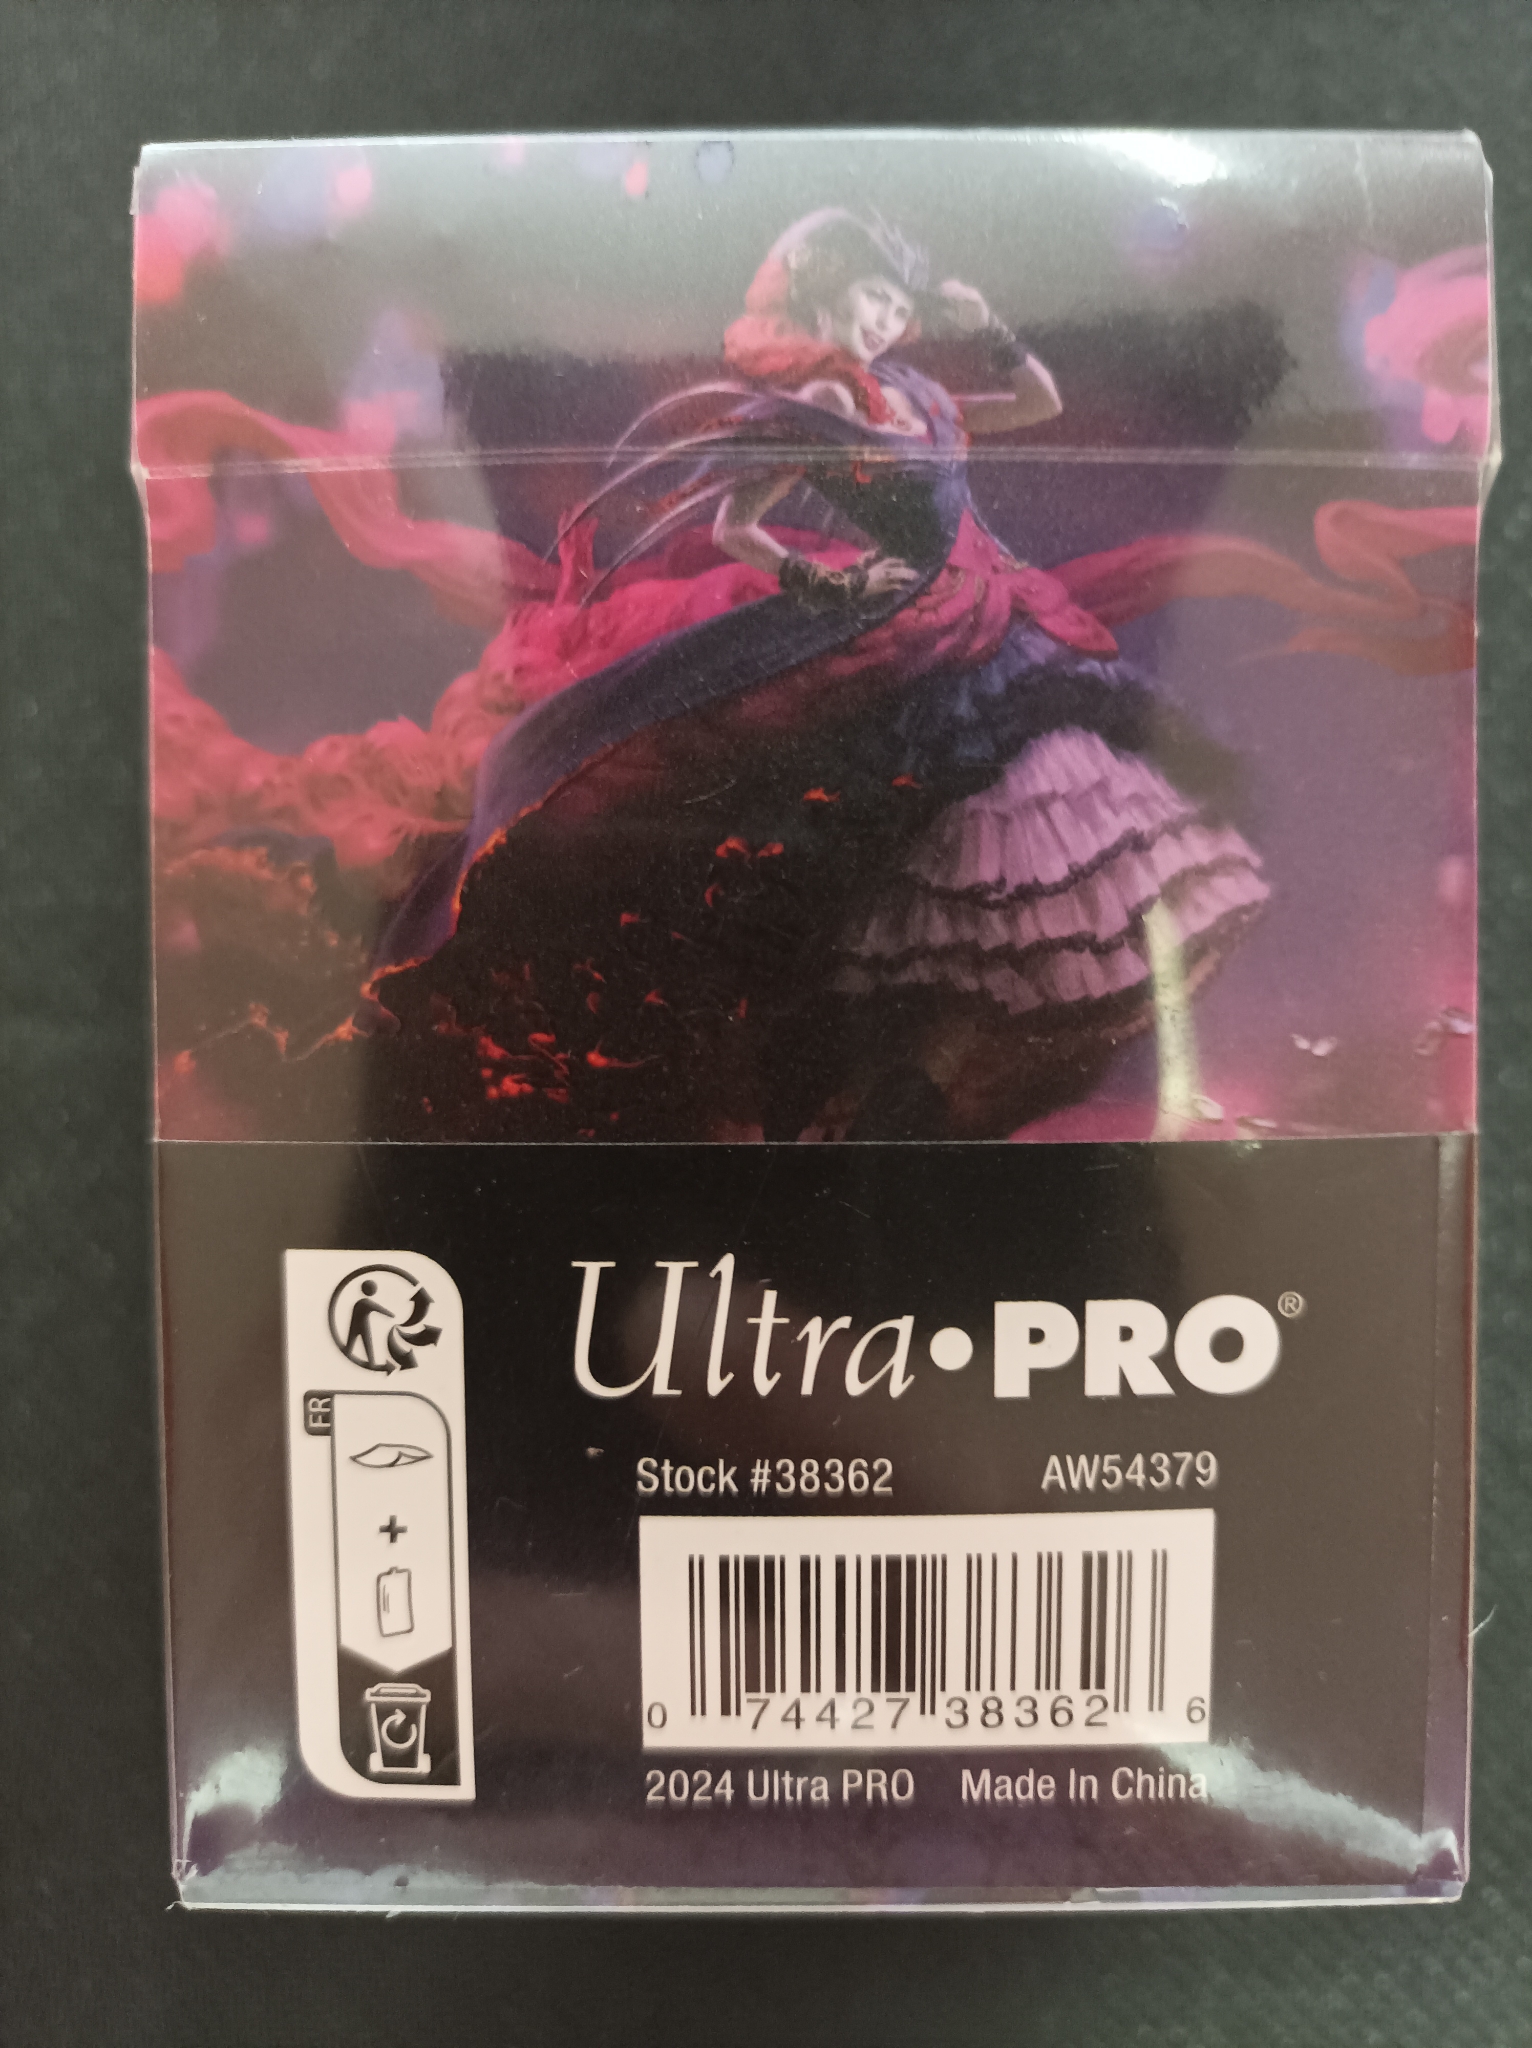 Ultra•PRO®
FR
Stock #38362 AW54379
0 74427 38362 6
2024 Ultra PRO Made In China